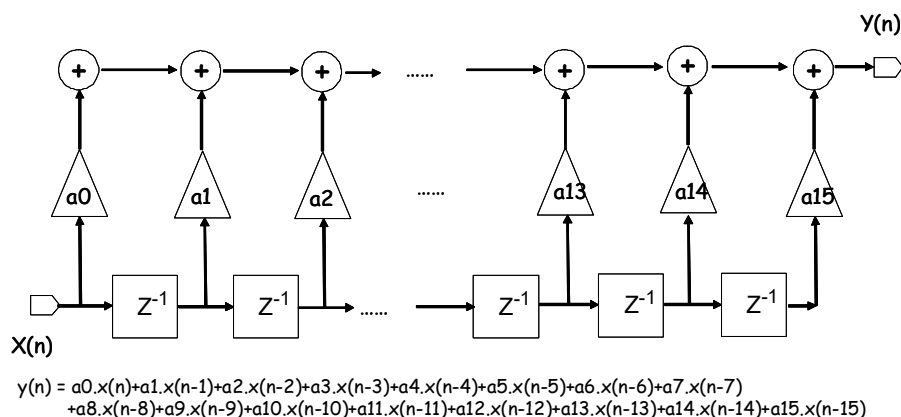 Y(n)
+ + + ...... + + +
a0 a1 a2 ...... a13 a14 a15
Z-1 Z-1 ...... Z-1 Z-1 Z-1
X(n)
y(n) = a0.x(n)+a1.x(n-1)+a2.x(n-2)+a3.x(n-3)+a4.x(n-4)+a5.x(n-5)+a6.x(n-6)+a7.x(n-7)
+a8.x(n-8)+a9.x(n-9)+a10.x(n-10)+a11.x(n-11)+a12.x(n-12)+a13.x(n-13)+a14.x(n-14)+a15.x(n-15)